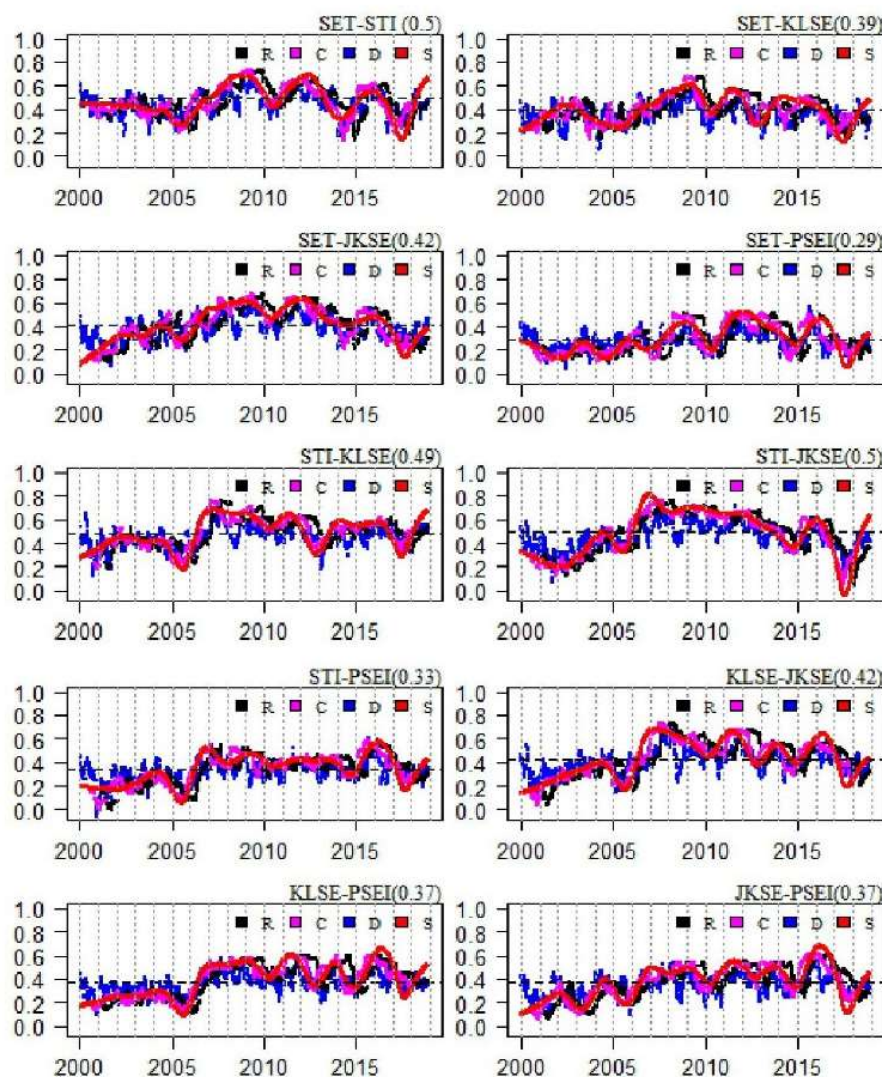 SET-STI (0.5)
R C D S
1.0
0.8
0.6
0.4
0.2
0.0
2000 2005 2010 2015
SET-KLSE(0.39)
R C D S
1.0
0.8
0.6
0.4
0.2
0.0
2000 2005 2010 2015
SET-JKSE(0.42)
R C D S
1.0
0.8
0.6
0.4
0.2
0.0
2000 2005 2010 2015
SET-PSEI(0.29)
R C D S
1.0
0.8
0.6
0.4
0.2
0.0
2000 2005 2010 2015
STI-KLSE(0.49)
R C D S
1.0
0.8
0.6
0.4
0.2
0.0
2000 2005 2010 2015
STI-JKSE(0.5)
R C D S
1.0
0.8
0.6
0.4
0.2
0.0
2000 2005 2010 2015
STI-PSEI(0.33)
R C D S
1.0
0.8
0.6
0.4
0.2
0.0
2000 2005 2010 2015
KLSE-JKSE(0.42)
R C D S
1.0
0.8
0.6
0.4
0.2
0.0
2000 2005 2010 2015
KLSE-PSEI(0.37)
R C D S
1.0
0.8
0.6
0.4
0.2
0.0
2000 2005 2010 2015
JKSE-PSEI(0.37)
R C D S
1.0
0.8
0.6
0.4
0.2
0.0
2000 2005 2010 2015